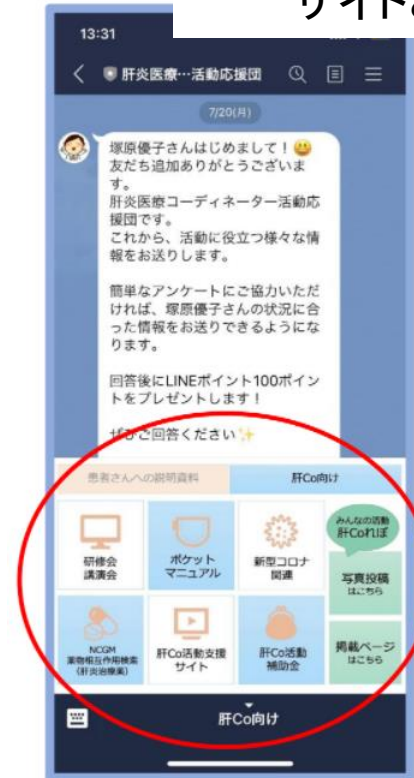 13:31
肝炎医療…活動応援団
7/20(月)
塚原優子さんはじめまして！😃
友だち追加ありがとうございま
す。
肝炎医療コーディネーター活動応
援団です。
これから、活動に役立つ様々な情
報をお送りします。
簡単なアンケートにご協力いただ
ければ、塚原優子さんの状況に合
った情報をお送りできるようにな
ります。
回答後にLINEポイント100ポイン
トをプレゼントします！
ぜひご回答ください✨
患者さんへの説明資料
肝Co向け
研修会
講演会
ポケット
マニュアル
新型コロナ
関連
みんなの活動
肝Coれぽ
写真投稿
はこちら
NCGM
薬物相互作用検索
（肝炎治療薬）
肝Co活動支援
サイト
肝Co活動
補助金
掲載ページ
はこちら
肝Co向け